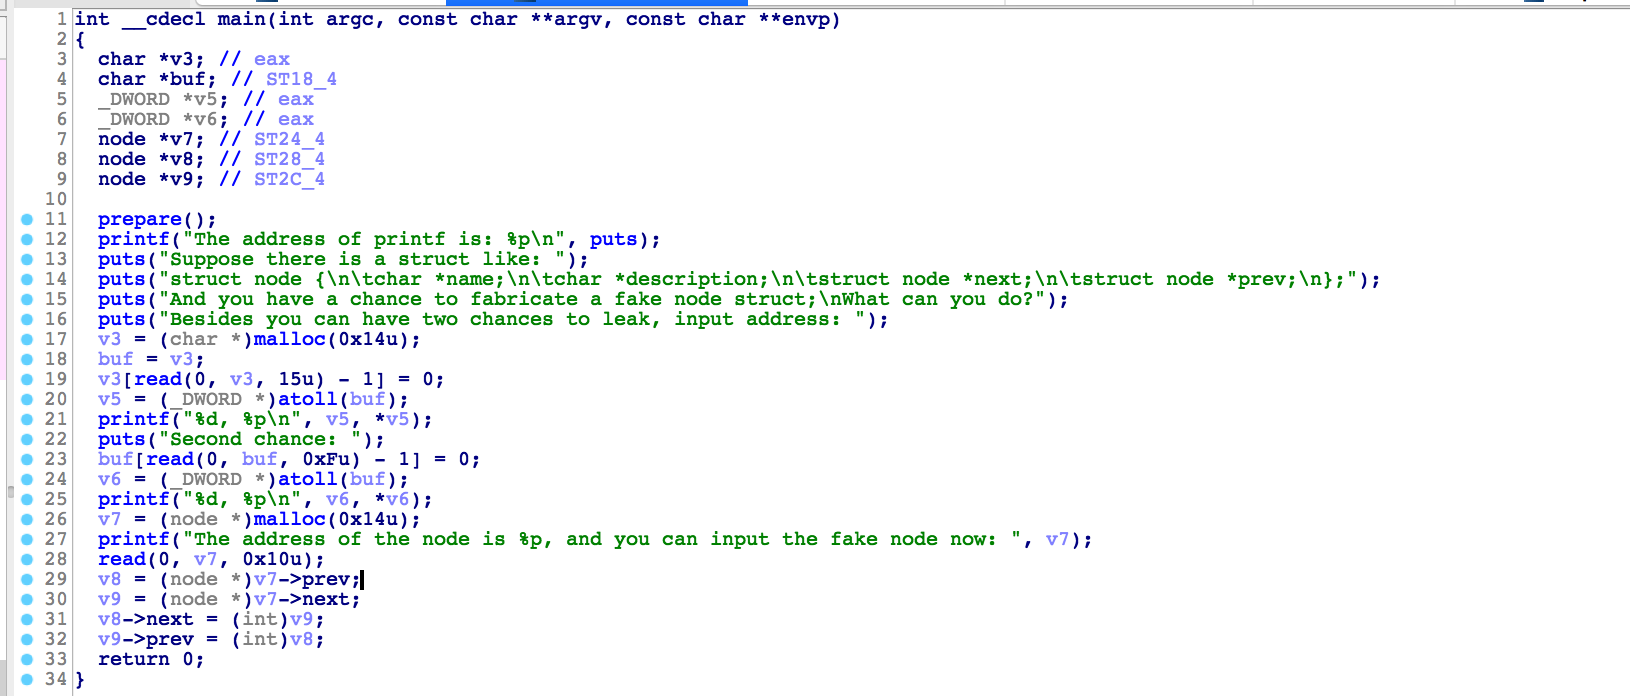 1 int __cdecl main(int argc, const char **argv, const char **envp)
2 {
3 char *v3; // eax
4 char *buf; // ST18_4
5 _DWORD *v5; // eax
6 _DWORD *v6; // eax
7 node *v7; // ST24_4
8 node *v8; // ST28_4
9 node *v9; // ST2C_4
10
11 prepare();
12 printf("The address of printf is: %p\n", puts);
13 puts("Suppose there is a struct like: ");
14 puts("struct node {\n\tchar *name;\n\tchar *description;\n\tstruct node *next;\n\tstruct node *prev;\n};");
15 puts("And you have a chance to fabricate a fake node struct;\nWhat can you do?");
16 puts("Besides you can have two chances to leak, input address: ");
17 v3 = (char *)malloc(0x14u);
18 buf = v3;
19 v3[read(0, v3, 15u) - 1] = 0;
20 v5 = (_DWORD *)atoll(buf);
21 printf("%d, %p\n", v5, *v5);
22 puts("Second chance: ");
23 buf[read(0, buf, 0xFu) - 1] = 0;
24 v6 = (_DWORD *)atoll(buf);
25 printf("%d, %p\n", v6, *v6);
26 v7 = (node *)malloc(0x14u);
27 printf("The address of the node is %p, and you can input the fake node now: ", v7);
28 read(0, v7, 0x10u);
29 v8 = (node *)v7->prev;
30 v9 = (node *)v7->next;
31 v8->next = (int)v9;
32 v9->prev = (int)v8;
33 return 0;
34 }